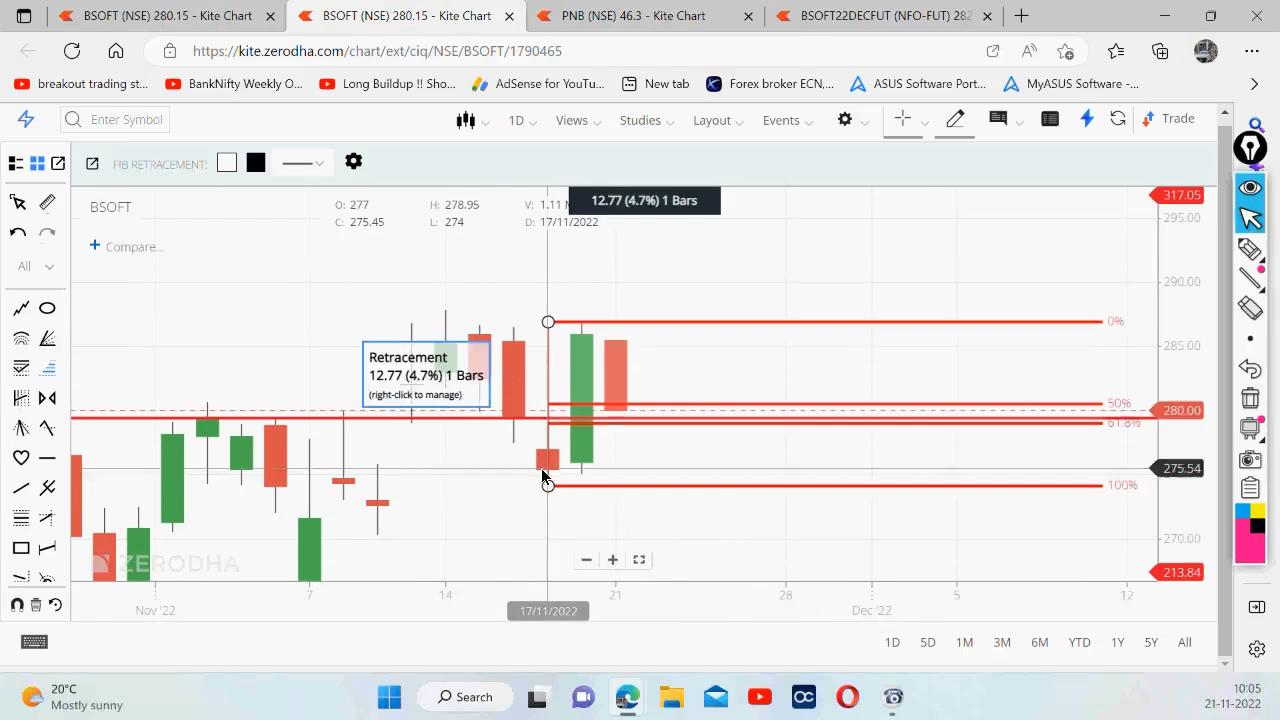 BSOFT (NSE) 280.15 - Kite Chart
BSOFT (NSE) 280.15 - Kite Chart
PNB (NSE) 46.3 - Kite Chart
BSOFT22DECFUT (NFO-FUT) 282
https://kite.zerodha.com/chart/ext/ciq/NSE/BSOFT/1790465
breakout trading st...
BankNifty Weekly O...
Long Buildup !! Sho...
AdSense for YouTu...
New tab
Forex broker ECN,...
ASUS Software Port...
MyASUS Software -...
Enter Symbol
1D
Views
Studies
Layout
Events
Trade
FIB RETRACEMENT:
BSOFT
O: 277
H: 278.95
V: 1.11 M
C: 275.45
L: 274
D: 17/11/2022
12.77 (4.7%) 1 Bars
Compare...
All
Retracement
12.77 (4.7%) 1 Bars
(right-click to manage)
0%
50%
61.8%
100%
317.05
295.00
290.00
285.00
280.00
275.54
270.00
213.84
ZERODHA
Nov '22
7
14
21
28
Dec '22
5
12
17/11/2022
1D
5D
1M
3M
6M
YTD
1Y
5Y
All
20°C
Mostly sunny
Search
10:05
21-11-2022